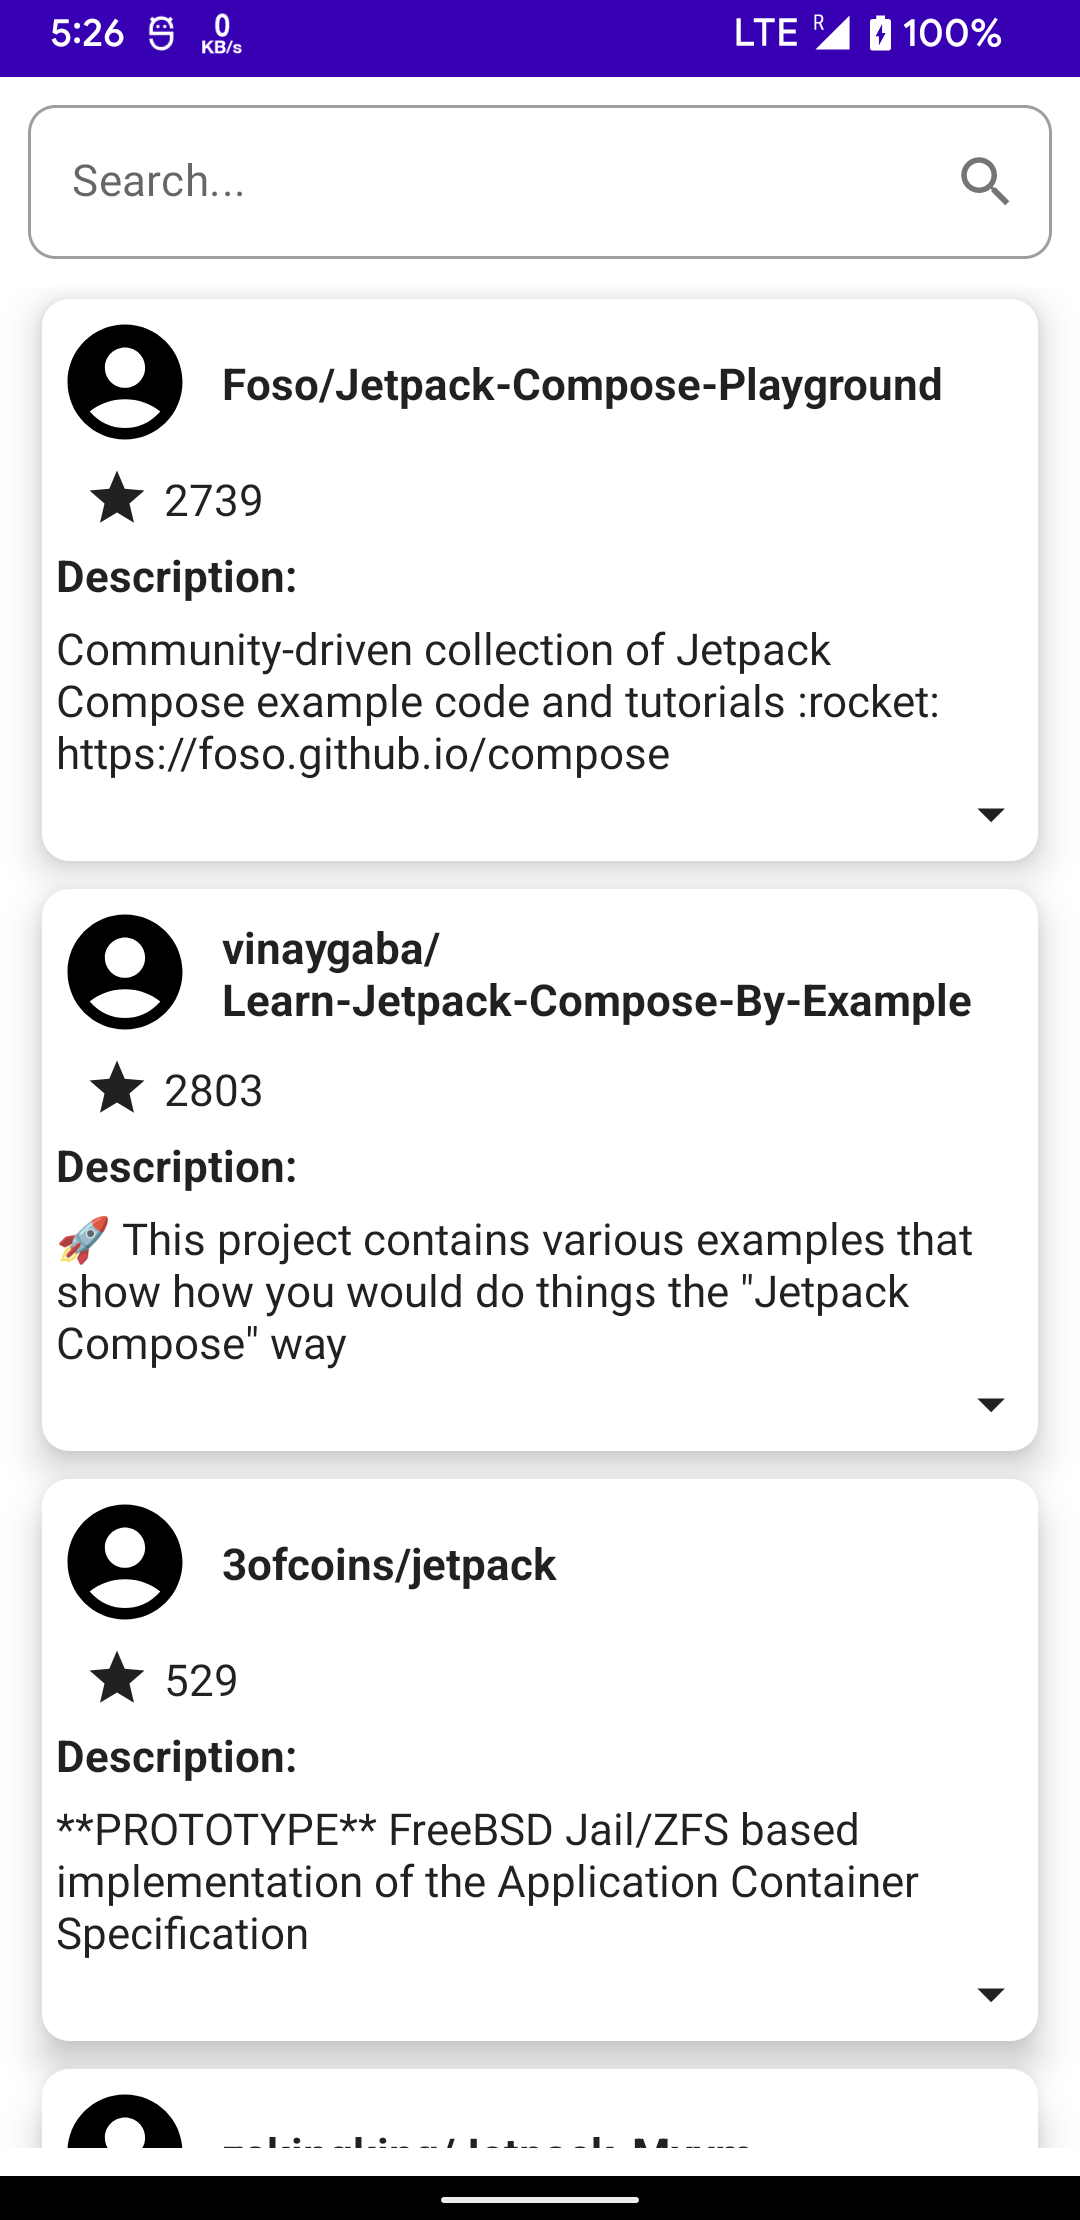 5:26 0 KB/s LTE R 100%
Search...
Foso/Jetpack-Compose-Playground
2739
Description:
Community-driven collection of Jetpack
Compose example code and tutorials :rocket:
https://foso.github.io/compose
vinaygaba/
Learn-Jetpack-Compose-By-Example
2803
Description:
🚀 This project contains various examples that
show how you would do things the "Jetpack
Compose" way
3ofcoins/jetpack
529
Description:
**PROTOTYPE** FreeBSD Jail/ZFS based
implementation of the Application Container
Specification